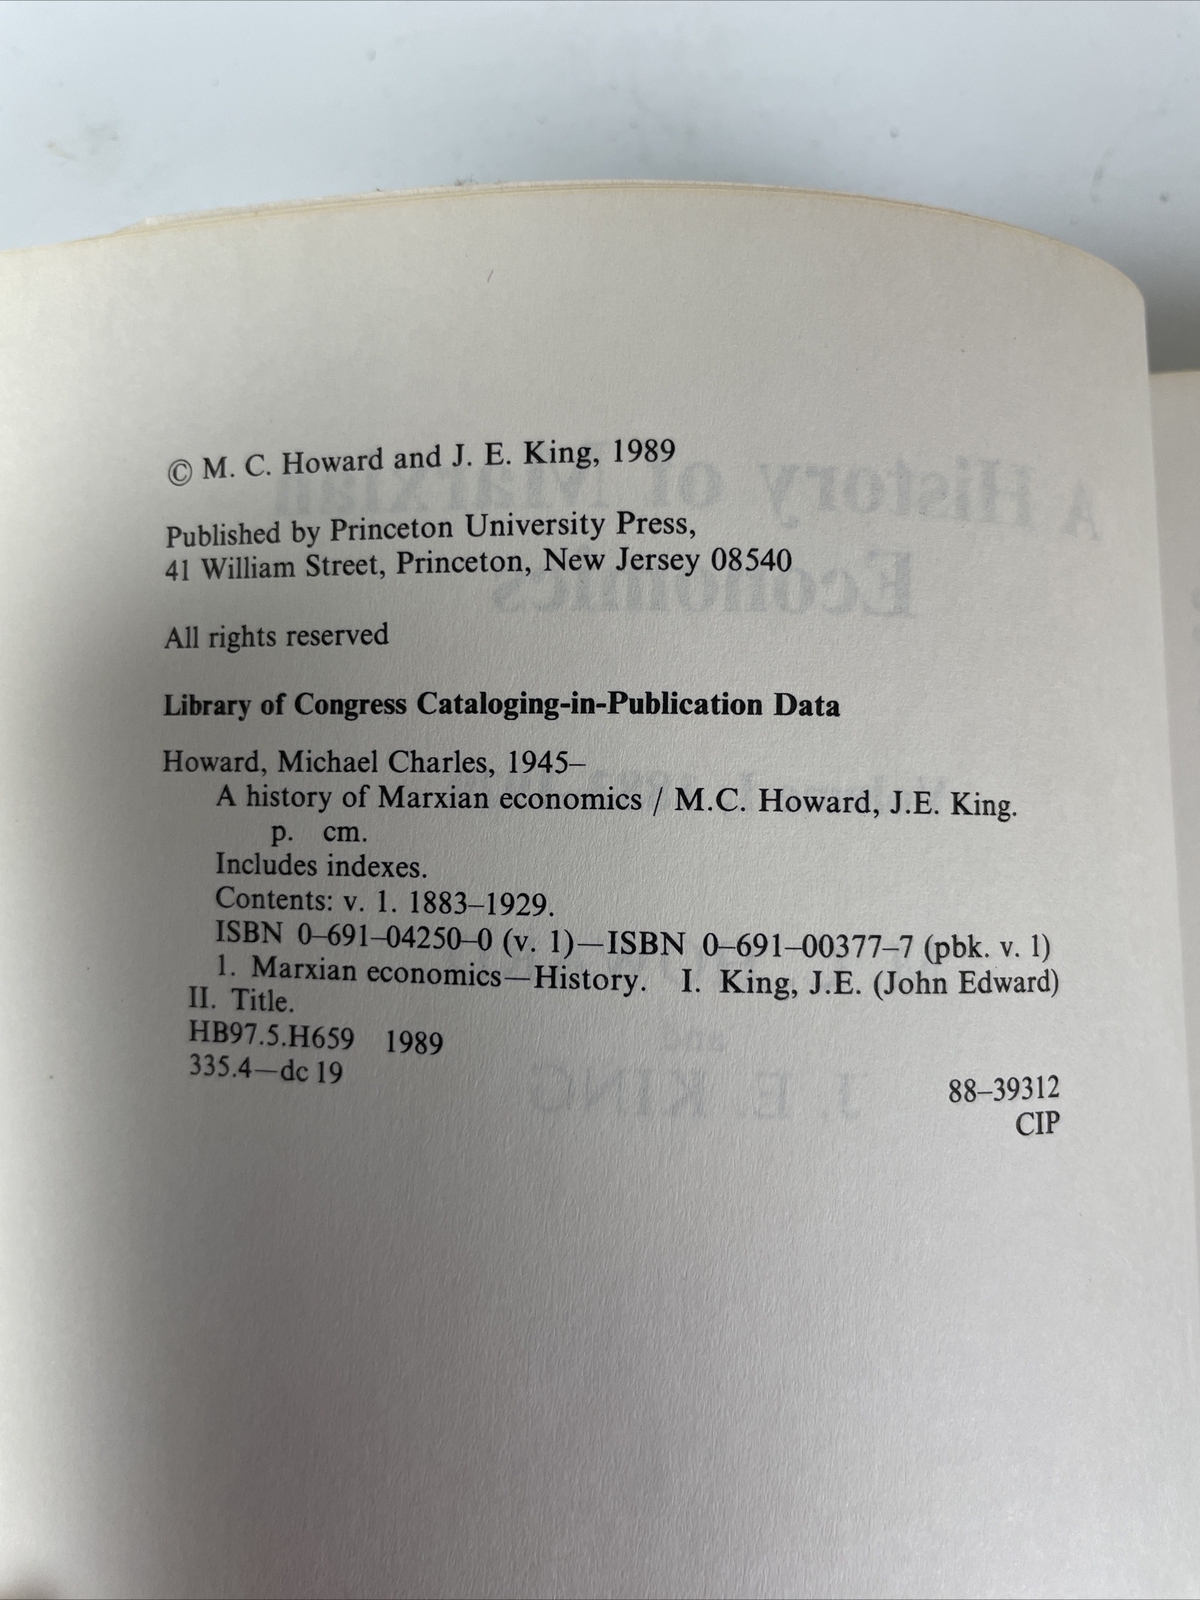 © M. C. Howard and J. E. King, 1989
Published by Princeton University Press,
41 William Street, Princeton, New Jersey 08540
All rights reserved
Library of Congress Cataloging-in-Publication Data
Howard, Michael Charles, 1945–
A history of Marxian economics / M.C. Howard, J.E. King.
p. cm.
Includes indexes.
Contents: v. 1. 1883–1929.
ISBN 0–691–04250–0 (v. 1)—ISBN 0–691–00377–7 (pbk. v. 1)
1. Marxian economics—History. I. King, J.E. (John Edward)
II. Title.
HB97.5.H659 1989
335.4—dc 19
88–39312
CIP